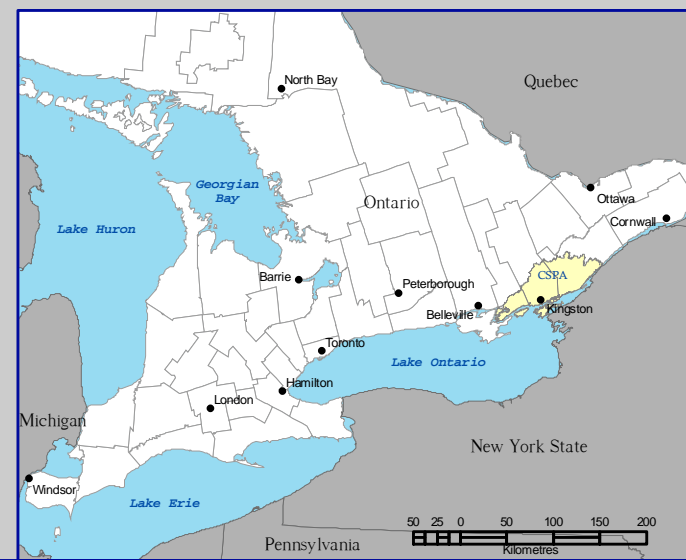 North Bay
Quebec
Georgian
Bay
Ontario
Ottawa
Cornwall
Lake Huron
Barrie
CSPA
Peterborough
Kingston
Belleville
Toronto
Lake Ontario
Hamilton
London
Michigan
New York State
Windsor
Lake Erie
50 25 0 50 100 150 200
Kilometres
Pennsylvania